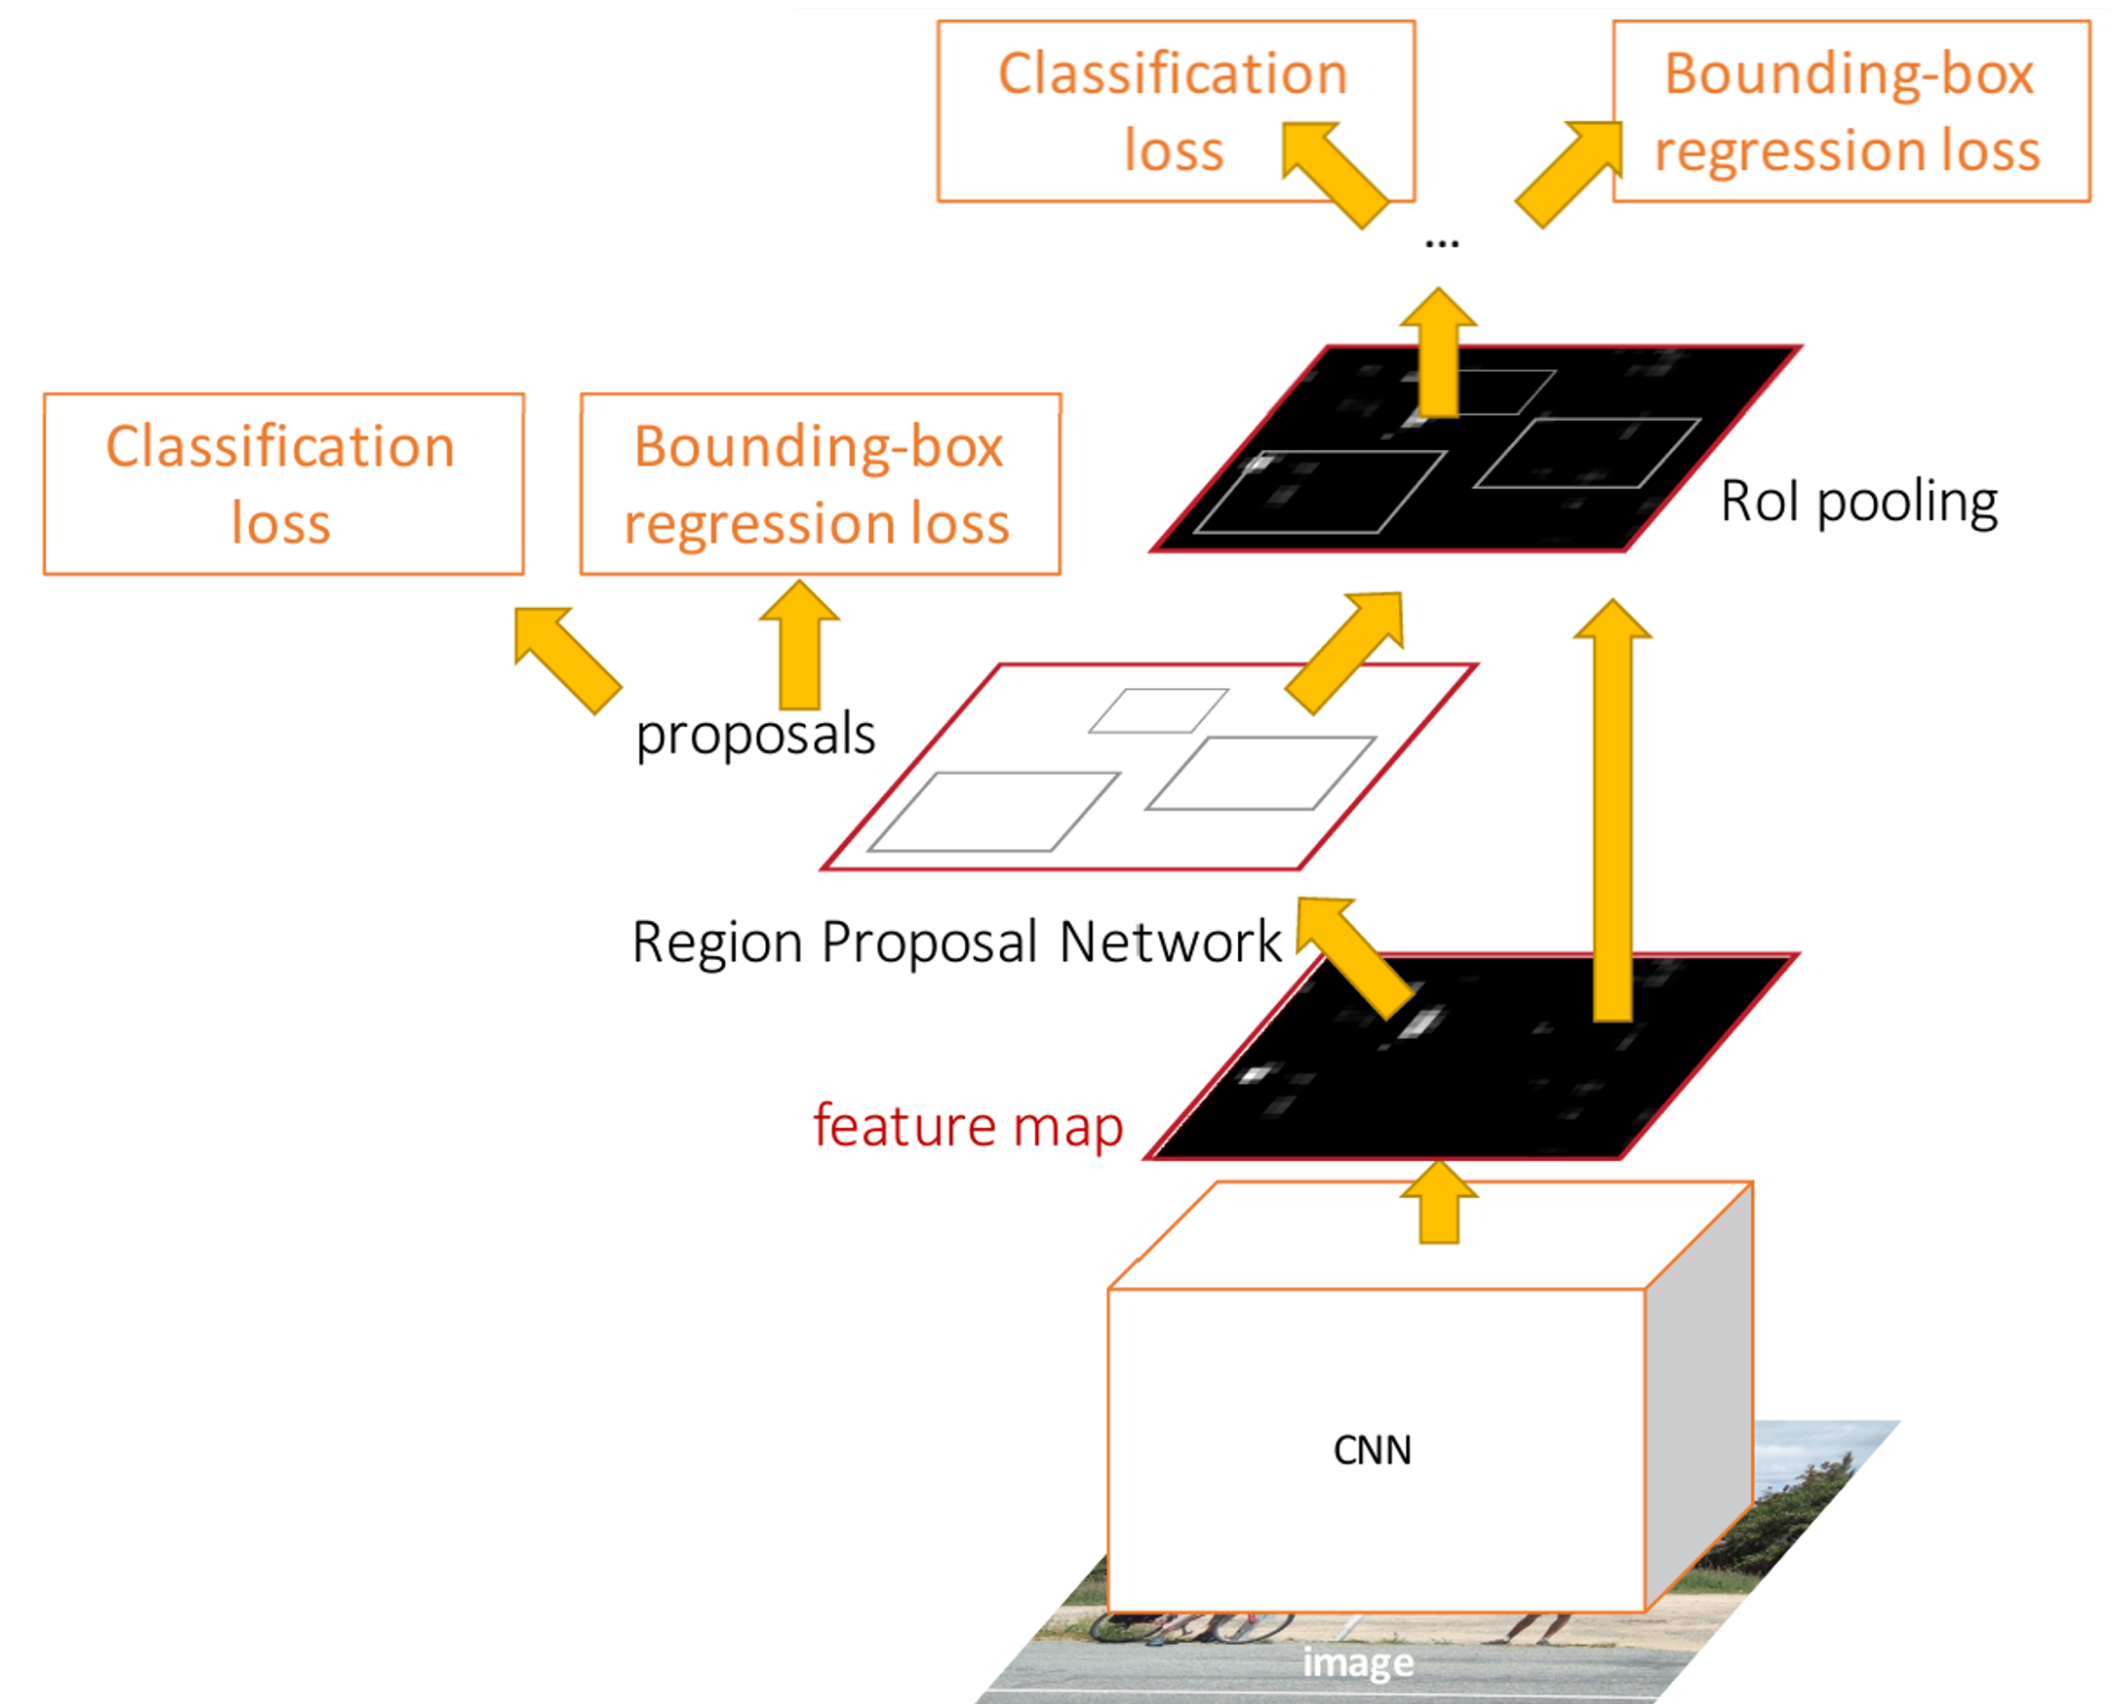 Classification
loss
Bounding-box
regression loss
...
Classification
loss
Bounding-box
regression loss
RoI pooling
proposals
Region Proposal Network
feature map
CNN
image